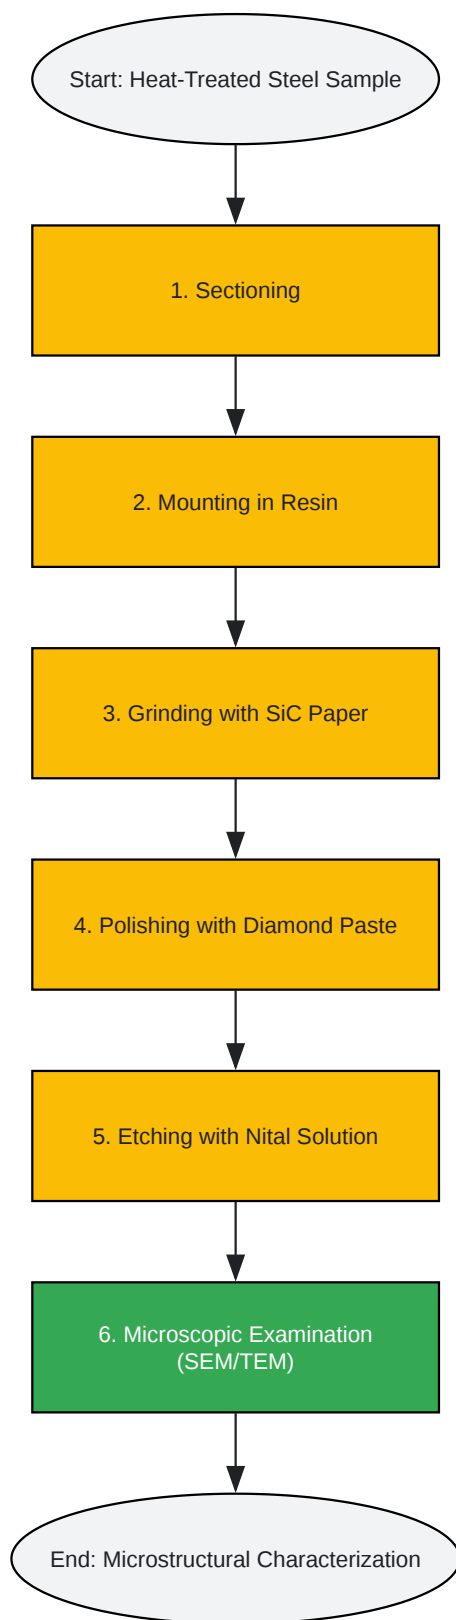 Start: Heat-Treated Steel Sample
1. Sectioning
2. Mounting in Resin
3. Grinding with SiC Paper
4. Polishing with Diamond Paste
5. Etching with Nital Solution
6. Microscopic Examination
(SEM/TEM)
End: Microstructural Characterization